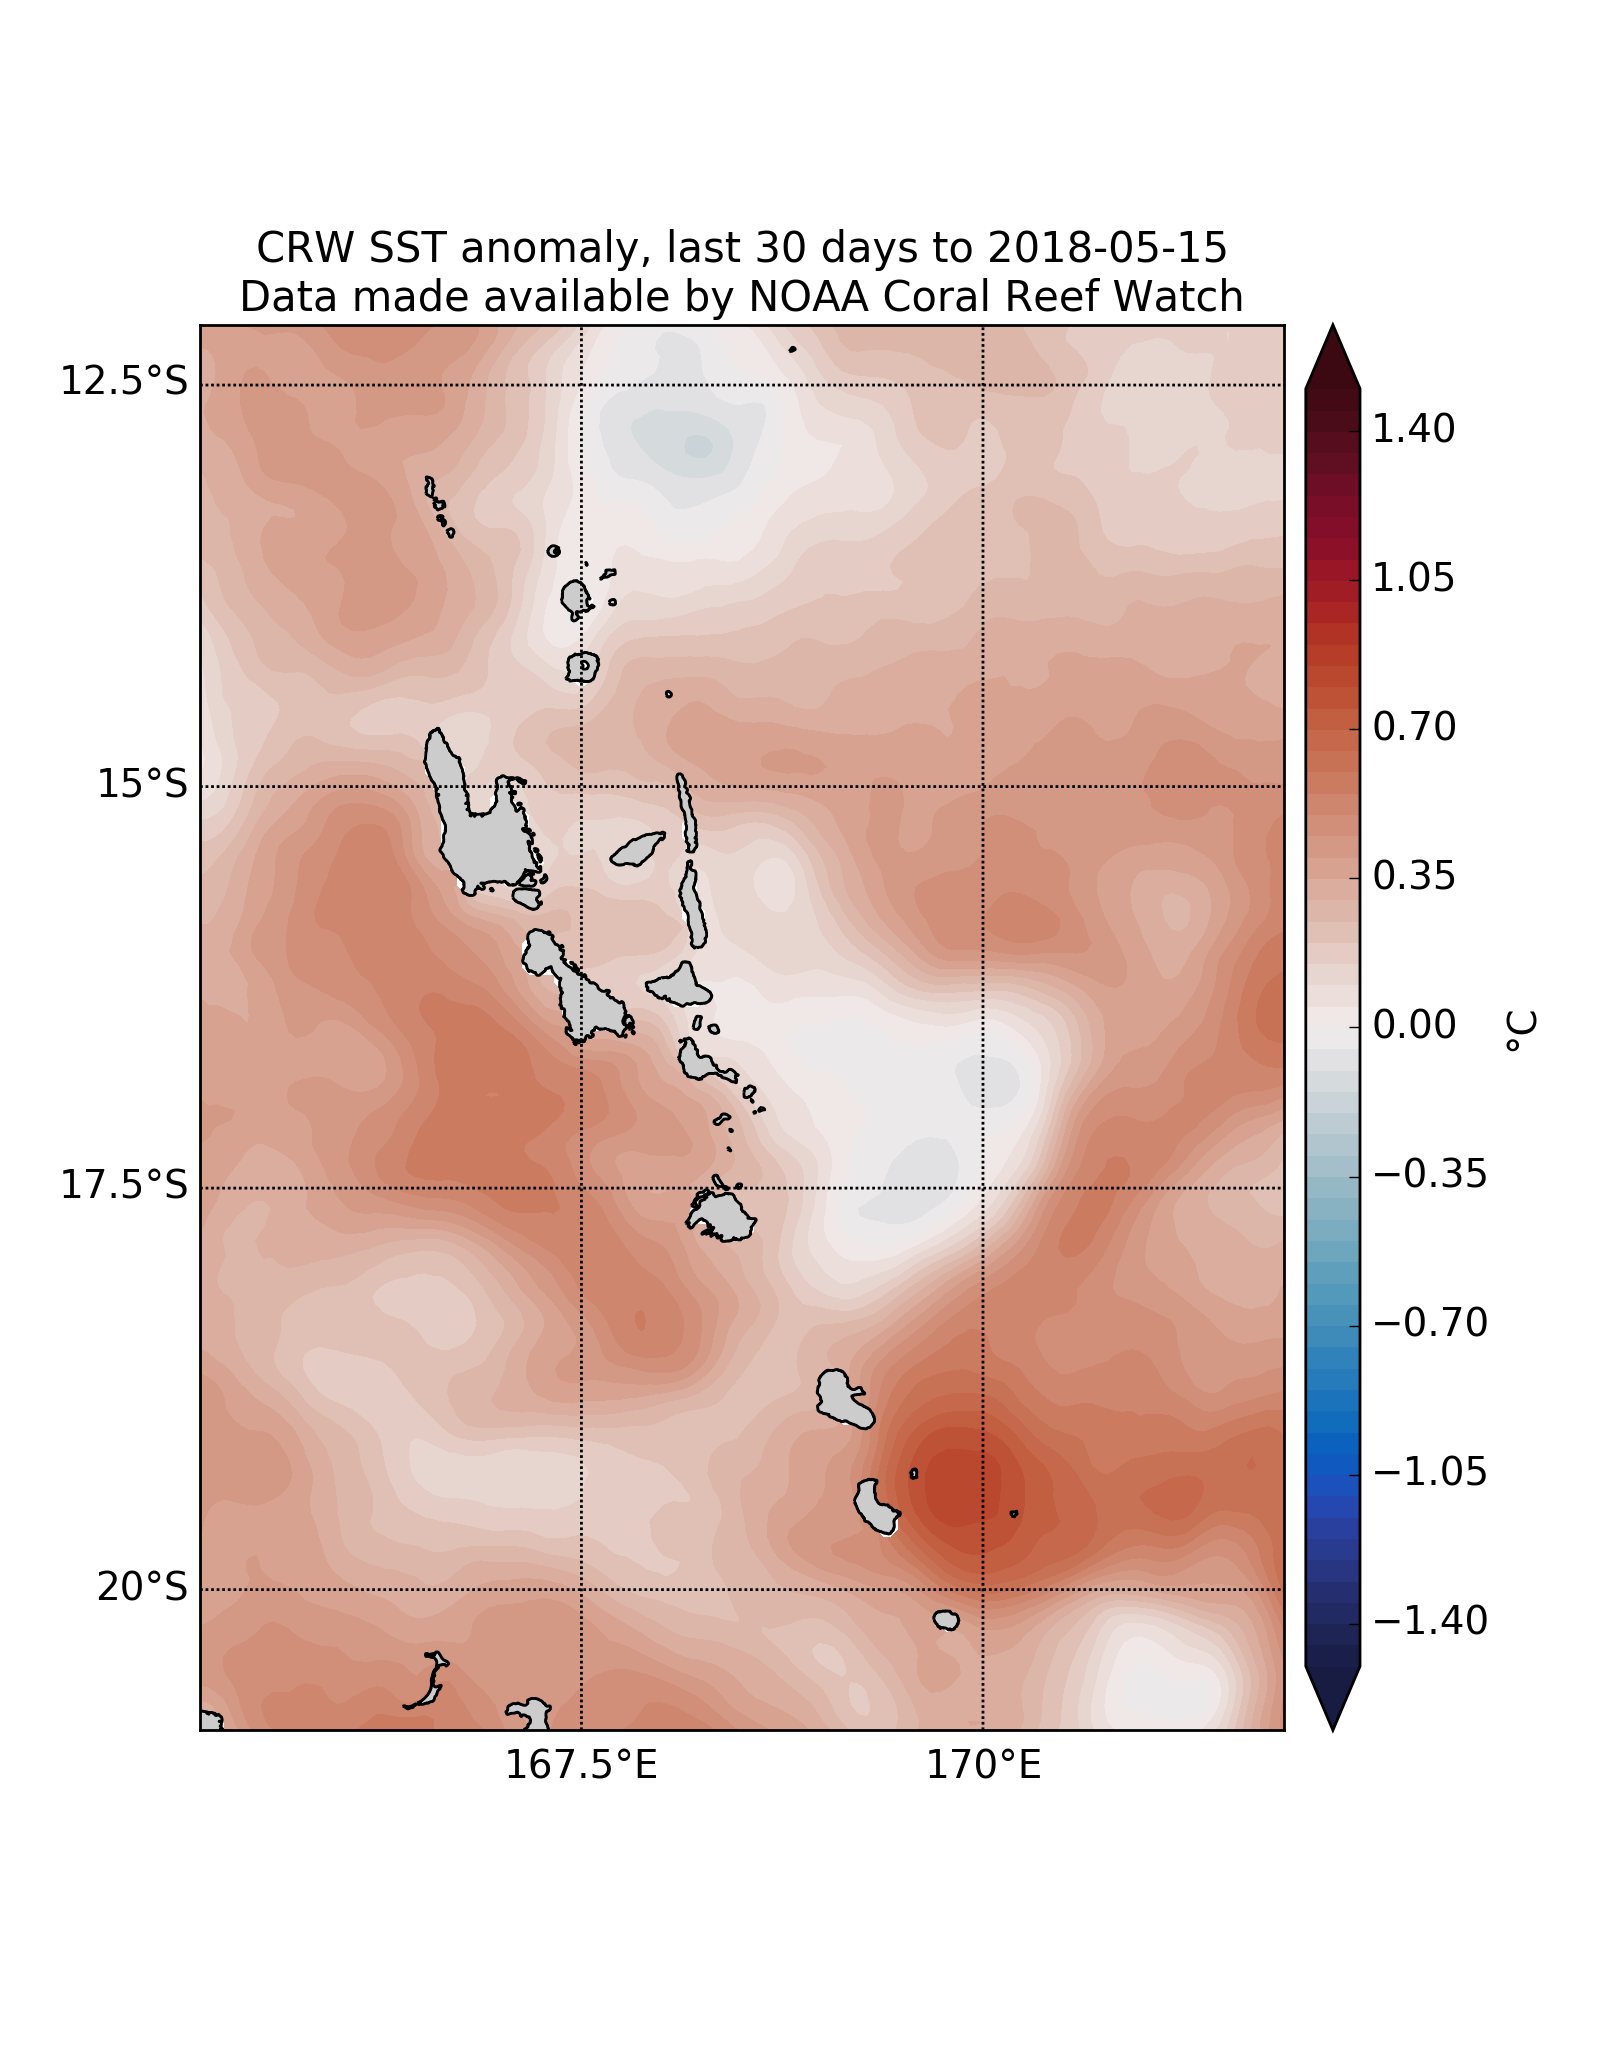 CRW SST anomaly, last 30 days to 2018-05-15
Data made available by NOAA Coral Reef Watch
12.5°S
15°S
17.5°S
20°S
167.5°E
170°E
1.40
1.05
0.70
0.35
0.00
−0.35
−0.70
−1.05
−1.40
°C